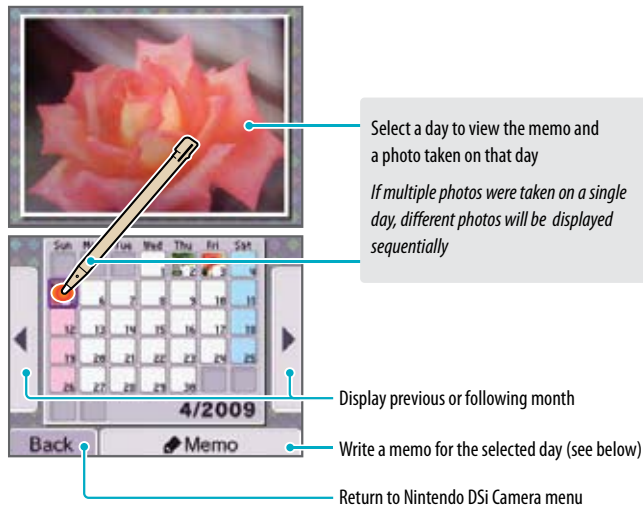 Select a day to view the memo and
a photo taken on that day
If multiple photos were taken on a single
day, different photos will be displayed
sequentially
Sun Tue Wed Thu Fri Sat
1 2 3 4
6 7 8 9 10 11
12 13 14 15 16 17 18
19 20 21 22 23 24 25
26 27 28 29 30
4/2009
Back Memo
Display previous or following month
Write a memo for the selected day (see below)
Return to Nintendo DSi Camera menu